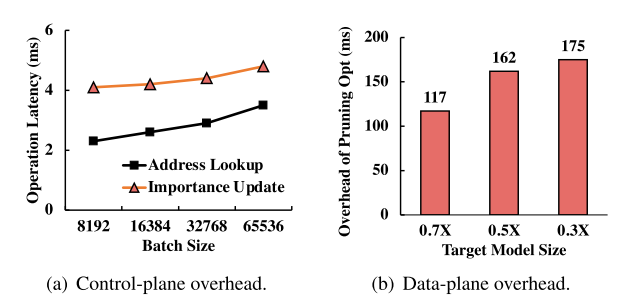 Operation Latency (ms)
6
4
2
0
Address Lookup
Importance Update
8192 16384 32768 65536
Batch Size
(a) Control-plane overhead.
Overhead of Pruning Opt (ms)
200
150
100
50
0
117
162
175
0.7X 0.5X 0.3X
Target Model Size
(b) Data-plane overhead.